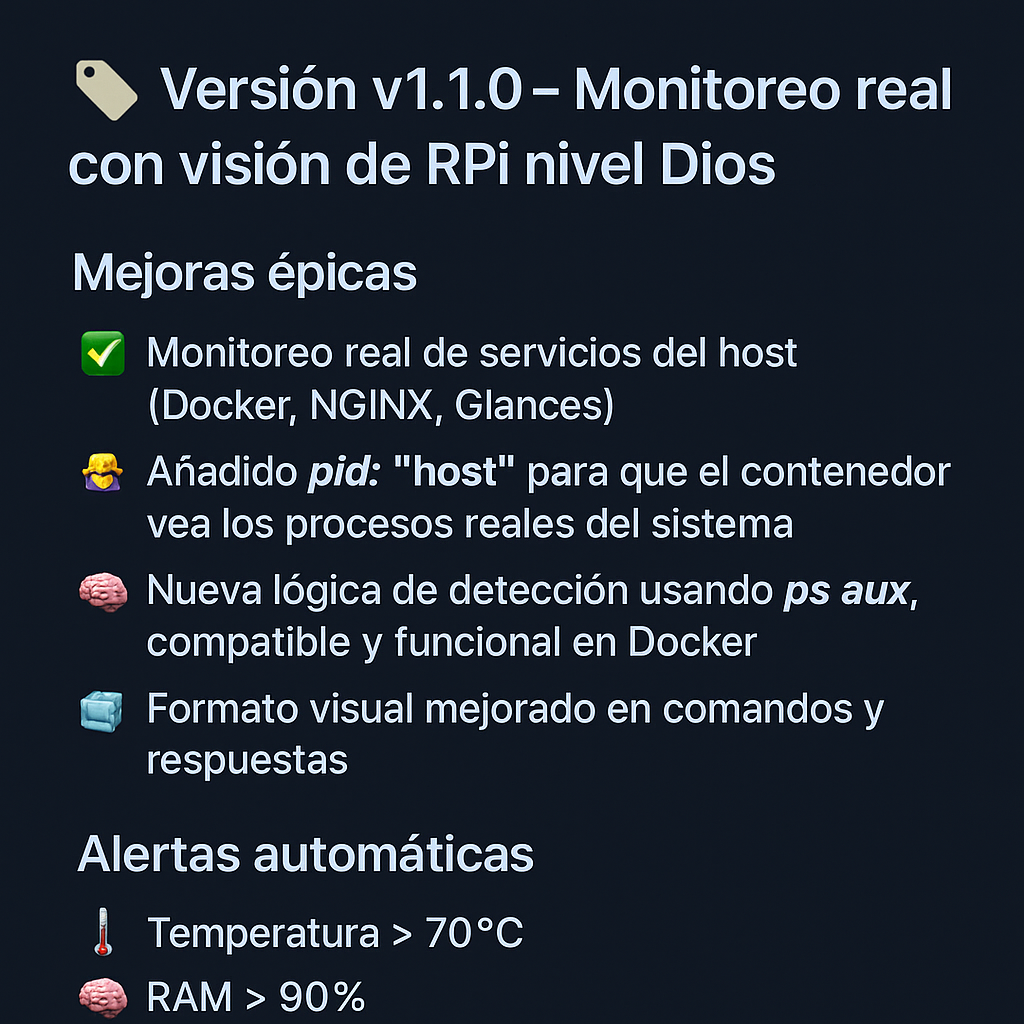 Versión v1.1.0 – Monitoreo real
con visión de RPi nivel Dios
Mejoras épicas
Monitoreo real de servicios del host
(Docker, NGINX, Glances)
Añadido pid: "host" para que el contenedor
vea los procesos reales del sistema
Nueva lógica de detección usando ps aux,
compatible y funcional en Docker
Formato visual mejorado en comandos y
respuestas
Alertas automáticas
Temperatura > 70°C
RAM > 90%